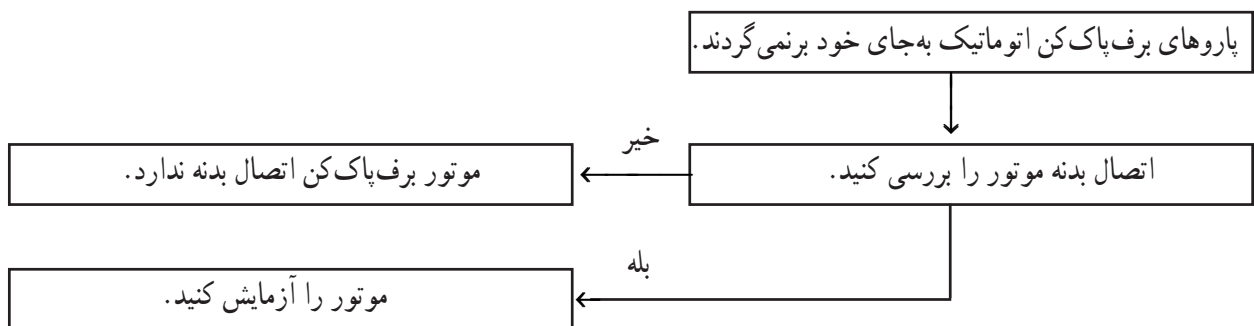 پاروهای برف‌پاک‌کن اتوماتیک به‌جای خود برنمی‌گردند.
اتصال بدنه موتور را بررسی کنید.
خیر
موتور برف‌پاک‌کن اتصال بدنه ندارد.
بله
موتور را آزمایش کنید.